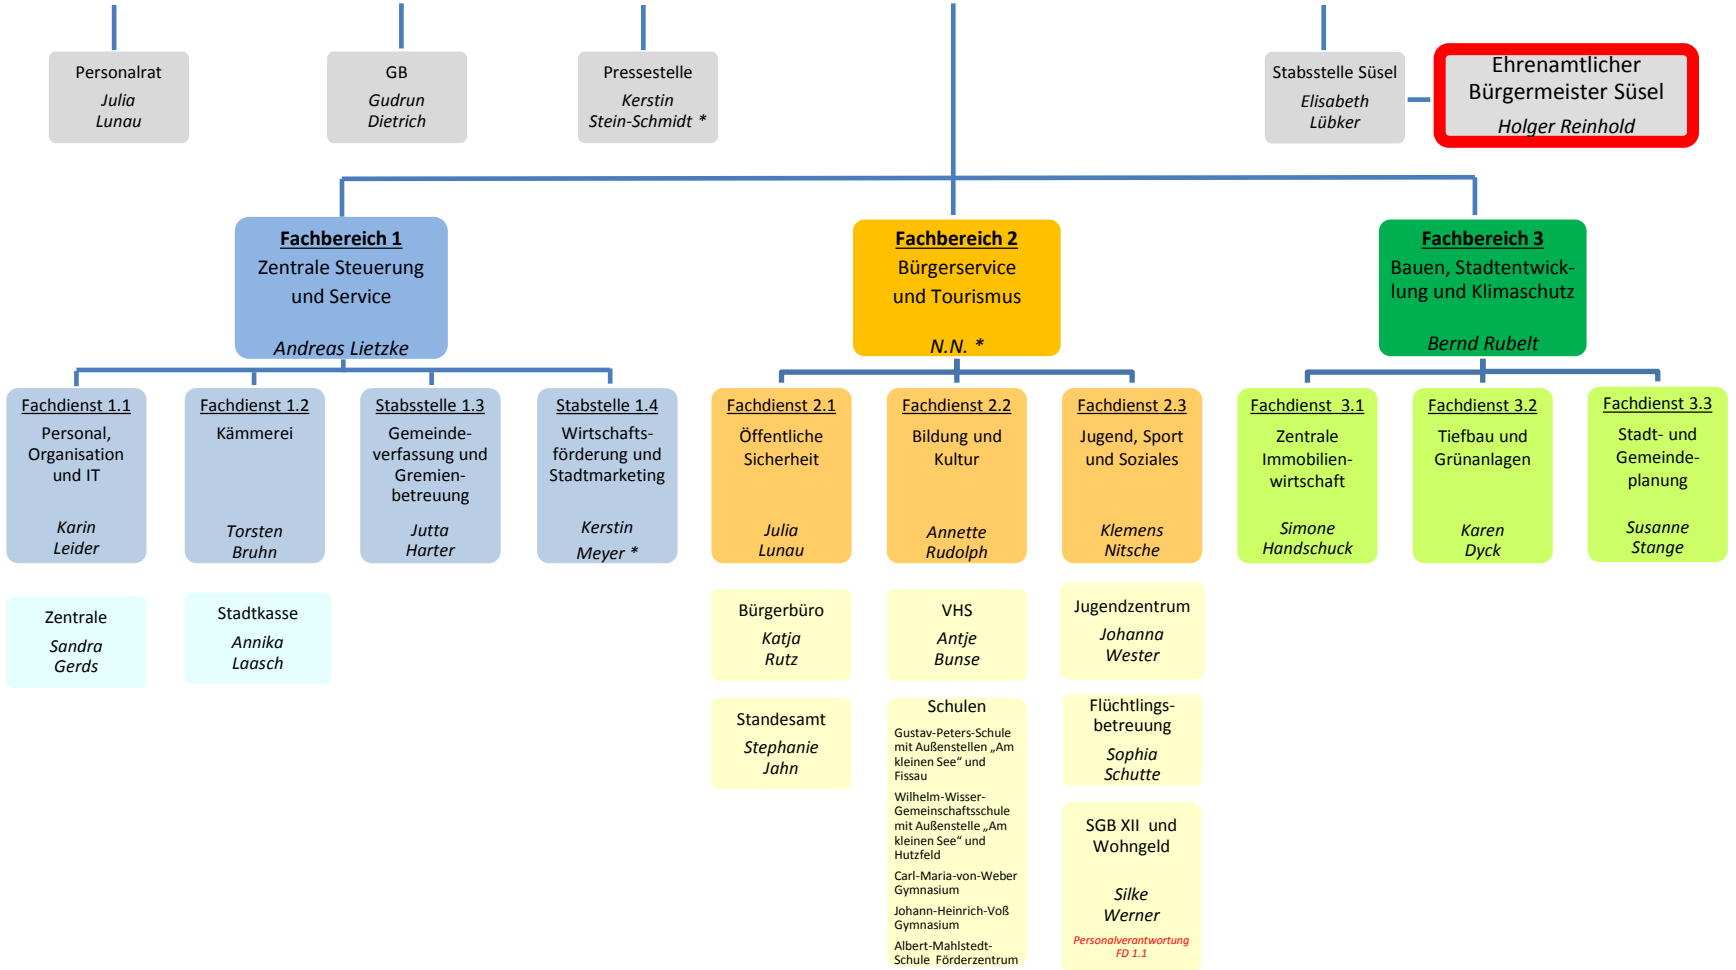 Personalrat
Julia
Lunau
GB
Gudrun
Dietrich
Pressestelle
Kerstin
Stein-Schmidt *
Stabsstelle Süsel
Elisabeth
Lübker
Ehrenamtlicher
Bürgermeister Süsel
Holger Reinhold
Fachbereich 1
Zentrale Steuerung
und Service
Andreas Lietzke
Fachbereich 2
Bürgerservice
und Tourismus
N.N. *
Fachbereich 3
Bauen, Stadtentwick-
lung und Klimaschutz
Bernd Rubelt
Fachdienst 1.1
Personal,
Organisation
und IT
Karin
Leider
Fachdienst 1.2
Kämmerei
Torsten
Bruhn
Stabsstelle 1.3
Gemeinde-
verfassung und
Gremien-
betreuung
Jutta
Harter
Stabstelle 1.4
Wirtschafts-
förderung und
Stadtmarketing
Kerstin
Meyer *
Fachdienst 2.1
Öffentliche
Sicherheit
Julia
Lunau
Fachdienst 2.2
Bildung und
Kultur
Annette
Rudolph
Fachdienst 2.3
Jugend, Sport
und Soziales
Klemens
Nitsche
Fachdienst  3.1
Zentrale
Immobilien-
wirtschaft
Simone
Handschuck
Fachdienst 3.2
Tiefbau und
Grünanlagen
Karen
Dyck
Fachdienst 3.3
Stadt- und
Gemeinde-
planung
Susanne
Stange
Zentrale
Sandra
Gerds
Stadtkasse
Annika
Laasch
Bürgerbüro
Katja
Rutz
VHS
Antje
Bunse
Jugendzentrum
Johanna
Wester
Standesamt
Stephanie
Jahn
Schulen
Gustav-Peters-Schule
mit Außenstellen „Am
kleinen See“ und
Fissau
Wilhelm-Wisser-
Gemeinschaftsschule
mit Außenstelle „Am
kleinen See“ und
Hutzfeld
Carl-Maria-von-Weber
Gymnasium
Johann-Heinrich-Voß
Gymnasium
Albert-Mahlstedt-
Schule  Förderzentrum
Flüchtlings-
betreuung
Sophia
Schutte
SGB XII  und
Wohngeld
Silke
Werner
Personalverantwortung
FD 1.1